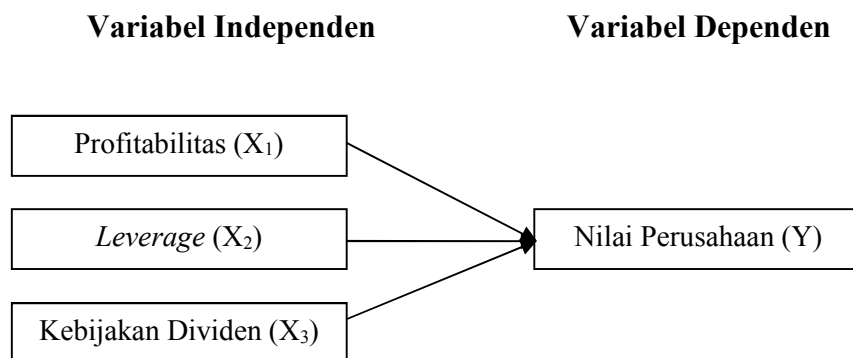 Variabel Independen
Variabel Dependen
Profitabilitas (X₁)
Leverage (X₂)
Nilai Perusahaan (Y)
Kebijakan Dividen (X₃)